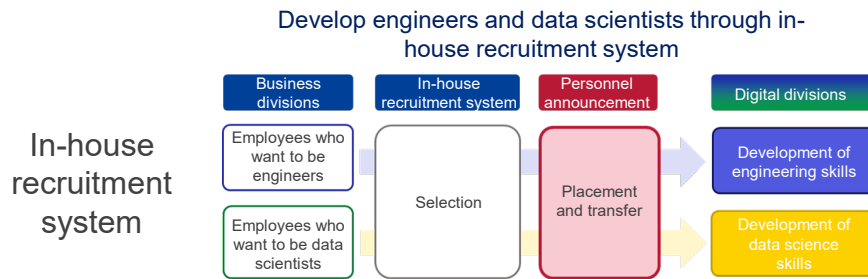 Develop engineers and data scientists through in-
house recruitment system
Business
divisions
In-house
recruitment system
Personnel
announcement
Digital divisions
In-house
recruitment
system
Employees who
want to be
engineers
Selection
Placement
and transfer
Development of
engineering skills
Employees who
want to be data
scientists
Development of
data science
skills